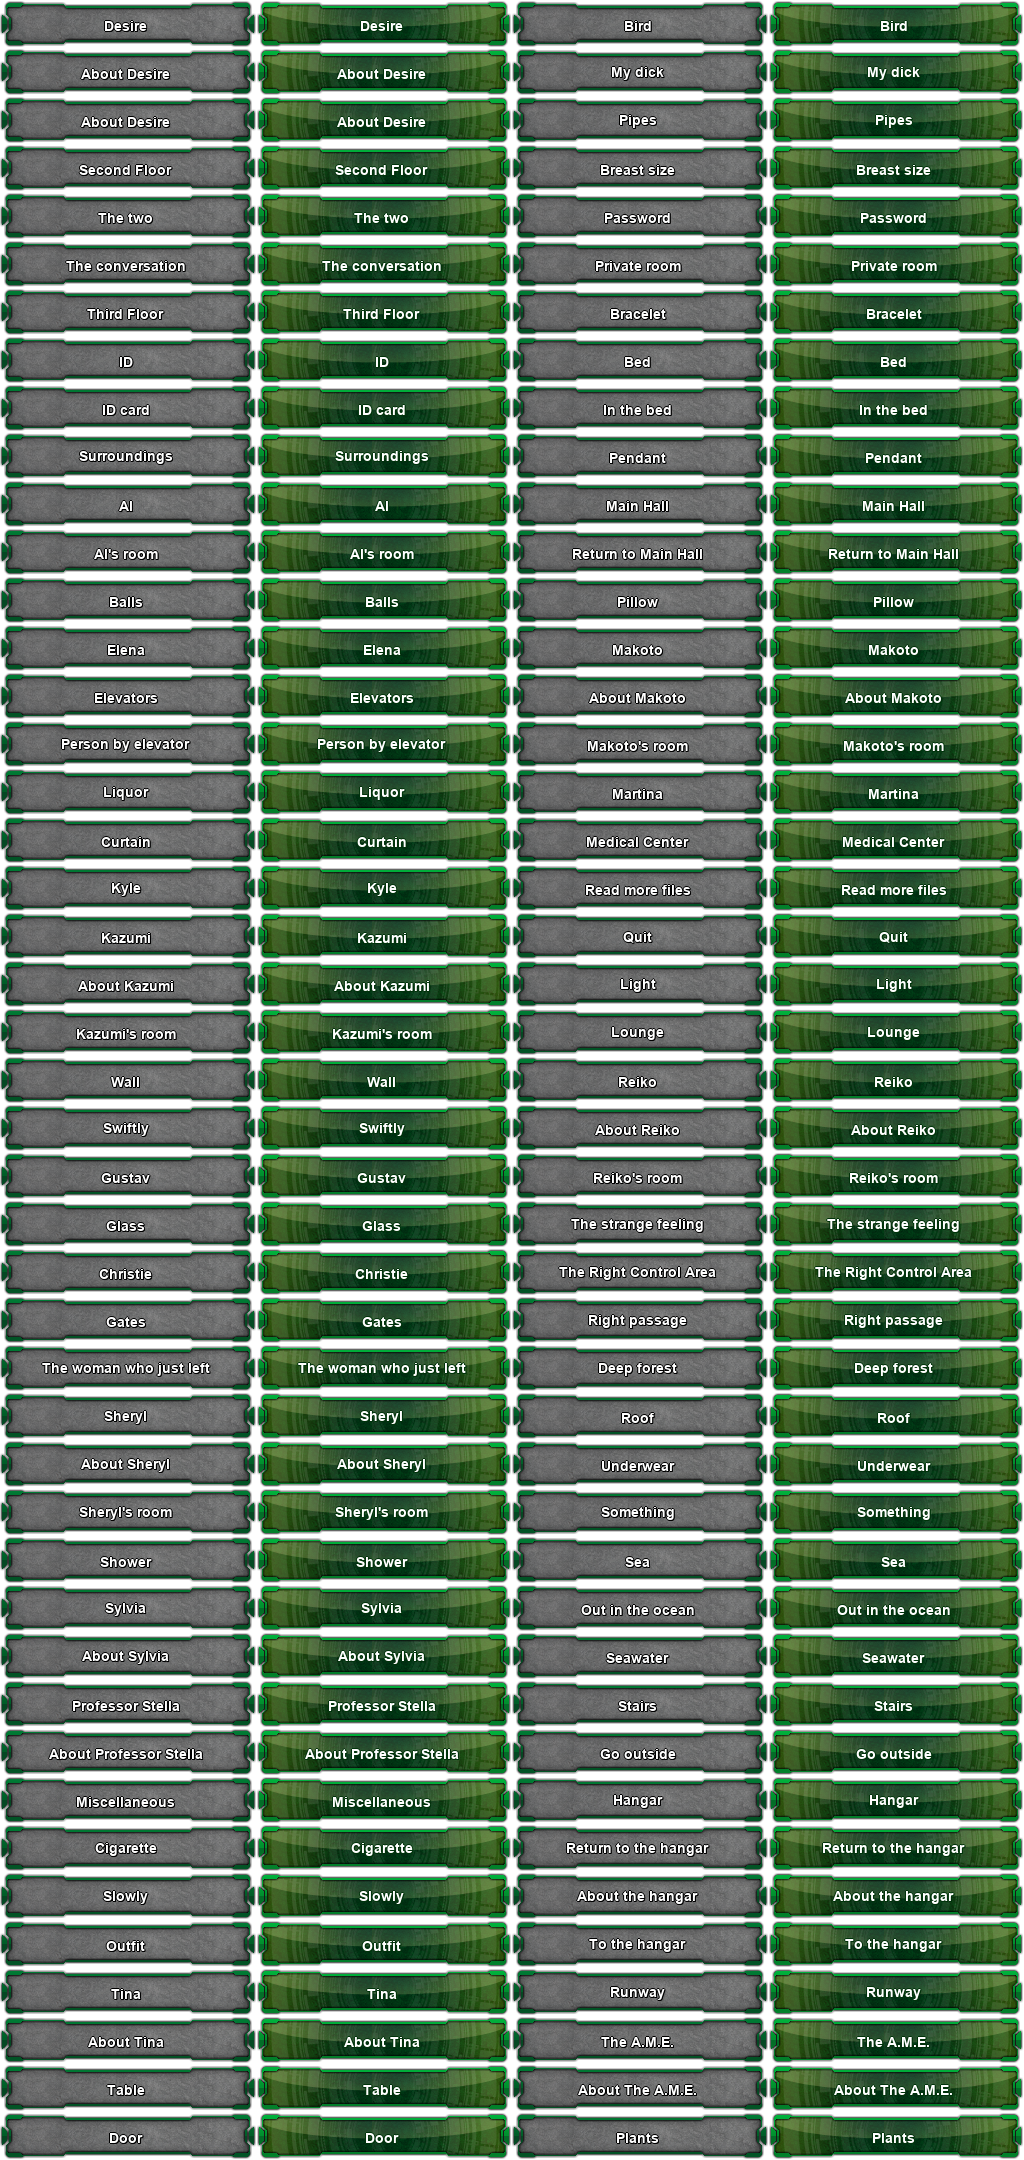 Desire Desire Bird Bird
About Desire About Desire My dick My dick
About Desire About Desire Pipes Pipes
Second Floor Second Floor Breast size Breast size
The two The two Password Password
The conversation The conversation Private room Private room
Third Floor Third Floor Bracelet Bracelet
ID ID Bed Bed
ID card ID card In the bed In the bed
Surroundings Surroundings Pendant Pendant
Al Al Main Hall Main Hall
Al's room Al's room Return to Main Hall Return to Main Hall
Balls Balls Pillow Pillow
Elena Elena Makoto Makoto
Elevators Elevators About Makoto About Makoto
Person by elevator Person by elevator Makoto's room Makoto's room
Liquor Liquor Martina Martina
Curtain Curtain Medical Center Medical Center
Kyle Kyle Read more files Read more files
Kazumi Kazumi Quit Quit
About Kazumi About Kazumi Light Light
Kazumi's room Kazumi's room Lounge Lounge
Wall Wall Reiko Reiko
Swiftly Swiftly About Reiko About Reiko
Gustav Gustav Reiko's room Reiko's room
Glass Glass The strange feeling The strange feeling
Christie Christie The Right Control Area The Right Control Area
Gates Gates Right passage Right passage
The woman who just left The woman who just left Deep forest Deep forest
Sheryl Sheryl Roof Roof
About Sheryl About Sheryl Underwear Underwear
Sheryl's room Sheryl's room Something Something
Shower Shower Sea Sea
Sylvia Sylvia Out in the ocean Out in the ocean
About Sylvia About Sylvia Seawater Seawater
Professor Stella Professor Stella Stairs Stairs
About Professor Stella About Professor Stella Go outside Go outside
Miscellaneous Miscellaneous Hangar Hangar
Cigarette Cigarette Return to the hangar Return to the hangar
Slowly Slowly About the hangar About the hangar
Outfit Outfit To the hangar To the hangar
Tina Tina Runway Runway
About Tina About Tina The A.M.E. The A.M.E.
Table Table About The A.M.E. About The A.M.E.
Door Door Plants Plants